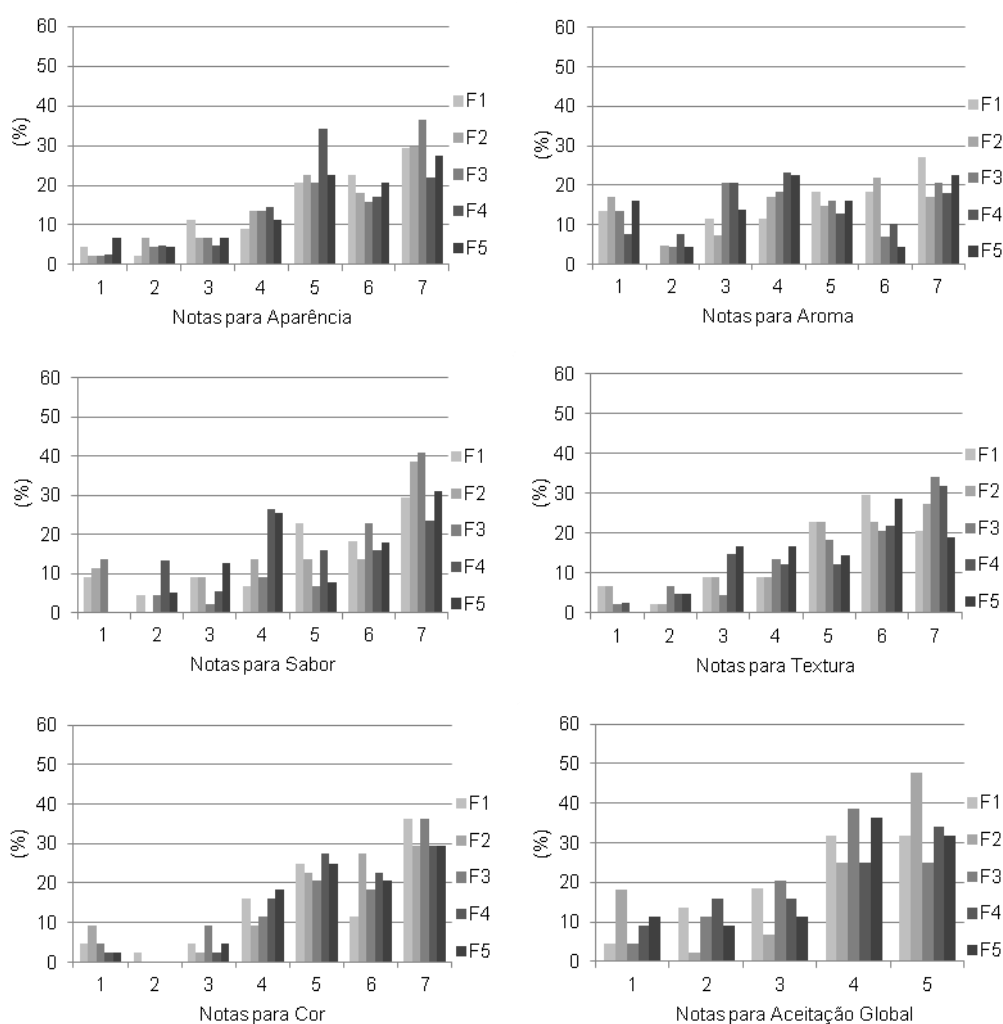 60
50
40
30
20
10
0
(%)
1 2 3 4 5 6 7
Notas para Aparência
F1
F2
F3
F4
F5
60
50
40
30
20
10
0
(%)
1 2 3 4 5 6 7
Notas para Aroma
F1
F2
F3
F4
F5
60
50
40
30
20
10
0
(%)
1 2 3 4 5 6 7
Notas para Sabor
F1
F2
F3
F4
F5
60
50
40
30
20
10
0
(%)
1 2 3 4 5 6 7
Notas para Textura
F1
F2
F3
F4
F5
60
50
40
30
20
10
0
(%)
1 2 3 4 5 6 7
Notas para Cor
F1
F2
F3
F4
F5
60
50
40
30
20
10
0
(%)
1 2 3 4 5
Notas para Aceitação Global
F1
F2
F3
F4
F5